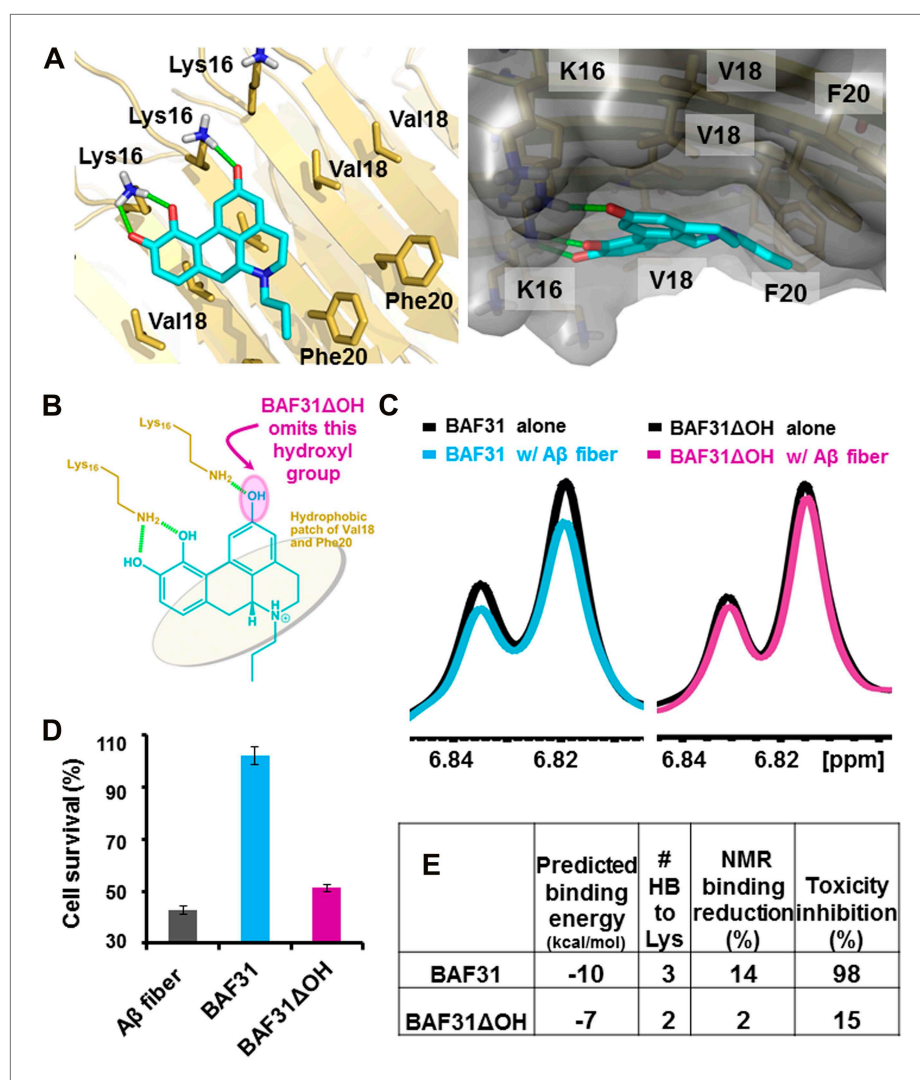 A
Lys16
Lys16
Lys16
Val18
Val18
Val18
Phe20
Phe20
K16
V18
F20
V18
K16
V18
F20
B
BAF31ΔOH
omits this
hydroxyl
group
Lys16
Lys16
NH2
NH2
OH
OH
HO
Hydrophobic
patch of Val18
and Phe20
H
H
N
+
C
BAF31 alone
BAF31 w/ Aβ fiber
BAF31ΔOH alone
BAF31ΔOH w/ Aβ fiber
6.84 6.82
6.84 6.82 [ppm]
D
Cell survival (%)
110
90
70
50
30
Aβ fiber
BAF31
BAF31ΔOH
E
Predicted binding energy (kcal/mol)
# HB to Lys
NMR binding reduction (%)
Toxicity inhibition (%)
BAF31 -10 3 14 98
BAF31ΔOH -7 2 2 15